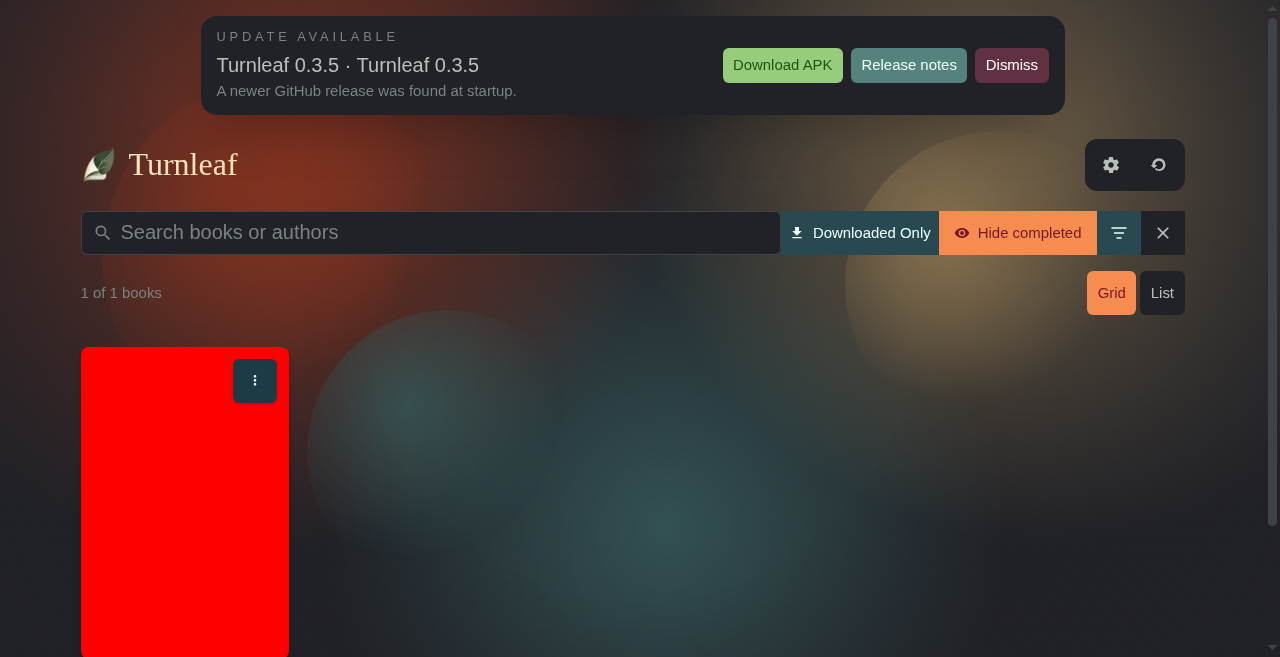 UPDATE AVAILABLE
Turnleaf 0.3.5 · Turnleaf 0.3.5
A newer GitHub release was found at startup.
Download APK
Release notes
Dismiss
Turnleaf
Search books or authors
Downloaded Only
Hide completed
1 of 1 books
Grid
List